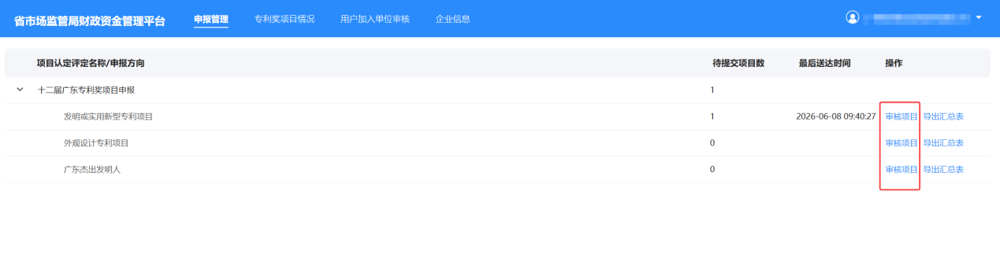 省市场监管局财政资金管理平台 申报管理 专利奖项目情况 用户加入单位审核 企业信息
项目认定评定名称/申报方向 待提交项目数 最后送达时间 操作
十二届广东专利奖项目申报 1
发明或实用新型专利项目 1 2026-06-08 09:40:27 审核项目 导出汇总表
外观设计专利项目 0 审核项目 导出汇总表
广东杰出发明人 0 审核项目 导出汇总表